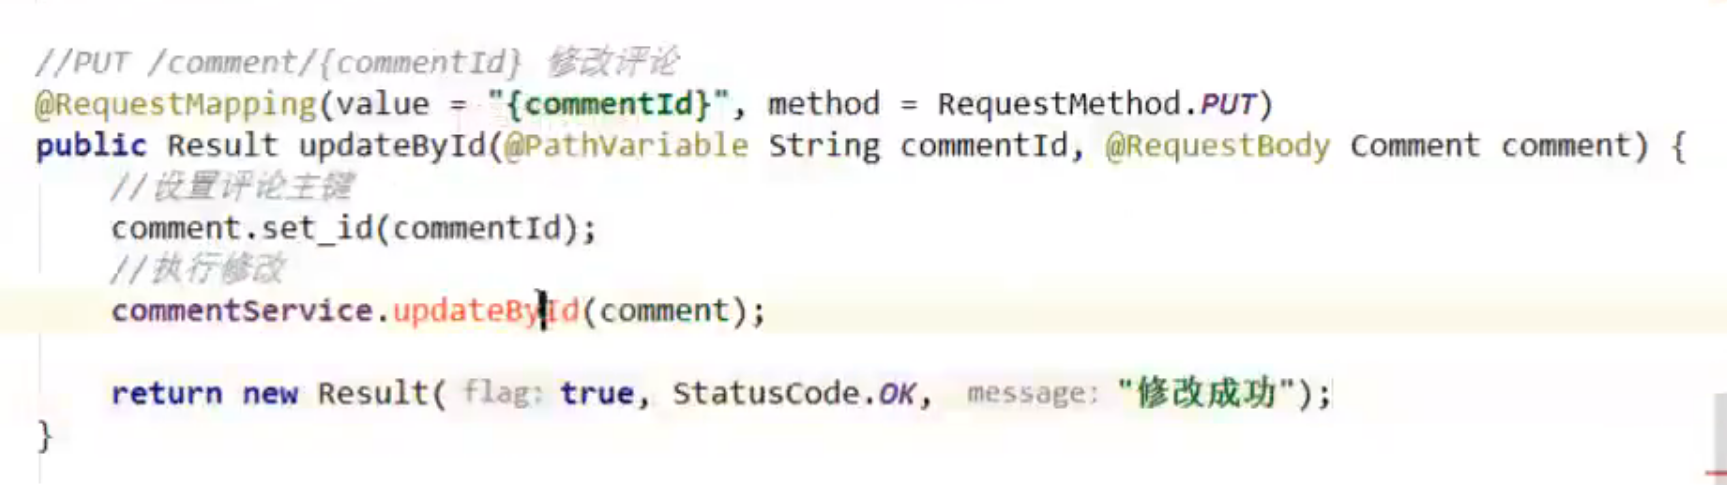 //PUT /comment/{commentId} 修改评论
@RequestMapping(value = "{commentId}", method = RequestMethod.PUT)
public Result updateById(@PathVariable String commentId, @RequestBody Comment comment) {
//设置评论主键
comment.set_id(commentId);
//执行修改
commentService.updateById(comment);
return new Result( flag: true, StatusCode.OK, message: "修改成功");
}